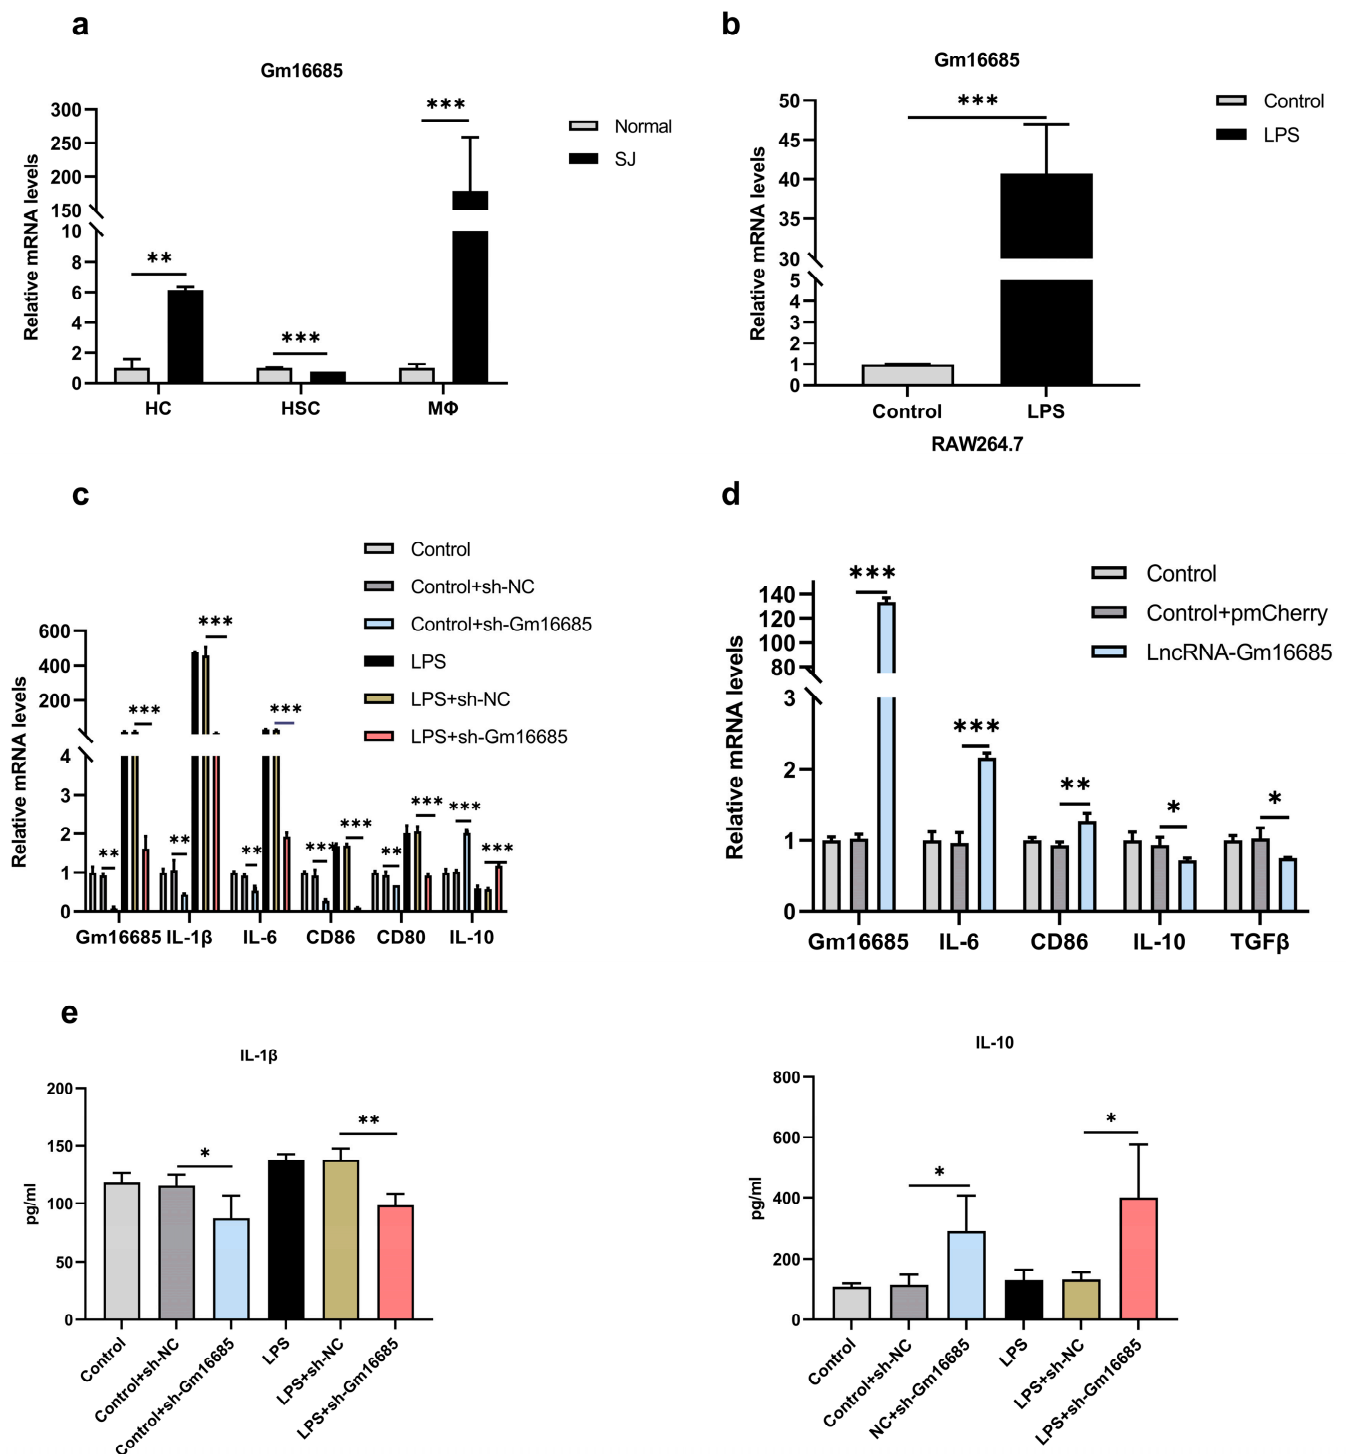 a
Gm16685
Relative mRNA levels
300
250
200
150
10
8
6
4
2
0
**
***
***
HC
HSC
MΦ
Normal
SJ
b
Gm16685
Relative mRNA levels
50
45
40
35
30
5
4
3
2
1
0
***
Control
LPS
RAW264.7
Control
LPS
c
Control
Control+sh-NC
Control+sh-Gm16685
LPS
LPS+sh-NC
LPS+sh-Gm16685
Relative mRNA levels
600
400
200
4
3
2
1
0
**
***
**
***
**
***
***
***
**
***
***
***
Gm16685
IL-1β
IL-6
CD86
CD80
IL-10
d
Control
Control+pmCherry
LncRNA-Gm16685
Relative mRNA levels
140
120
100
80
3
2
1
0
***
***
**
*
*
Gm16685
IL-6
CD86
IL-10
TGFβ
e
IL-1β
pg/ml
200
150
100
50
0
*
**
Control
Control+sh-NC
Control+sh-Gm16685
LPS
LPS+sh-NC
LPS+sh-Gm16685
IL-10
pg/ml
800
600
400
200
0
*
*
Control
Control+sh-NC
NC+sh-Gm16685
LPS
LPS+sh-NC
LPS+sh-Gm16685